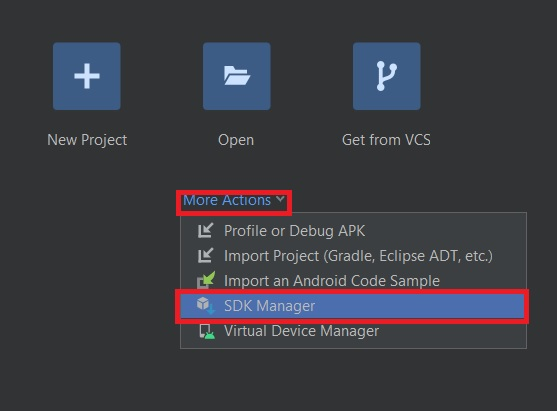 New Project
Open
Get from VCS
More Actions
Profile or Debug APK
Import Project (Gradle, Eclipse ADT, etc.)
Import an Android Code Sample
SDK Manager
Virtual Device Manager